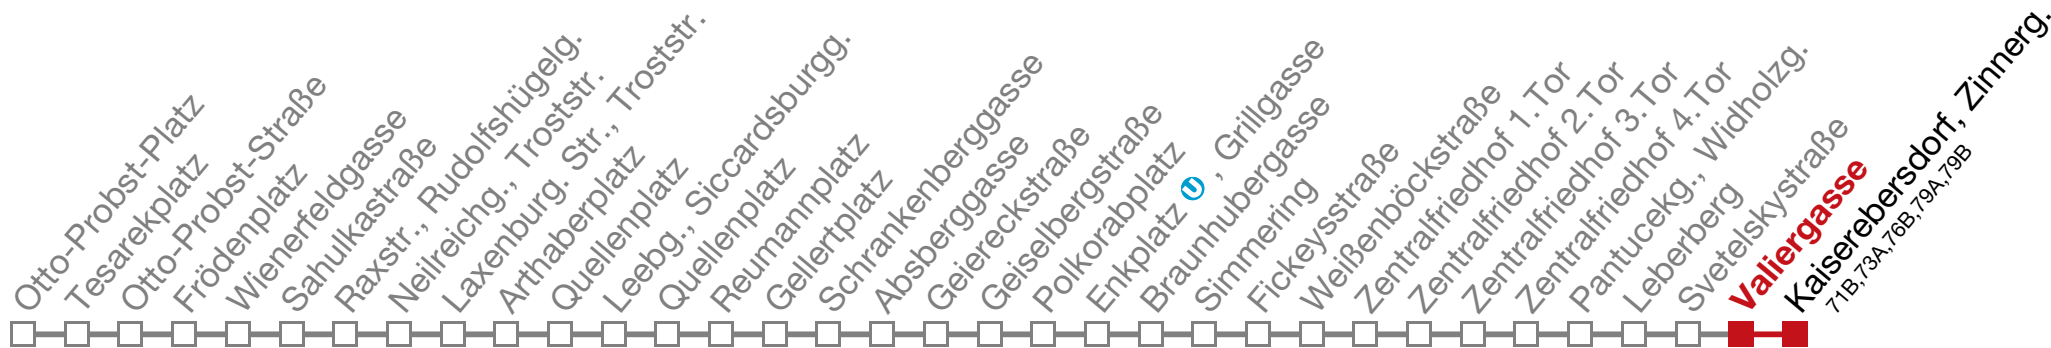 Otto-Probst-Platz
Tesarekplatz
Otto-Probst-Straße
Frödenplatz
Wienerfeldgasse
Sahulkastraße
Raxstr., Rudolfshügelg.
Neilreichg., Troststr.
Laxenburg. Str., Troststr.
Arthaberplatz
Quellenplatz
Leebg., Siccardsburgg.
Quellenplatz
Reumannplatz
Gellertplatz
Schrankenberggasse
Absberggasse
Geiereckstraße
Geiselbergstraße
Polkorabplatz
Enkplatz U, Grillgasse
Braunhubergasse
Simmering
Fickeysstraße
Weißenböckstraße
Zentralfriedhof 1.Tor
Zentralfriedhof 2.Tor
Zentralfriedhof 3.Tor
Zentralfriedhof 4.Tor
Pantucekg., Widholzg.
Leberberg
Svetelskystraße
Valiergasse
Kaiserebersdorf, Zinnerg.
71B,73A,76B,79A,79B